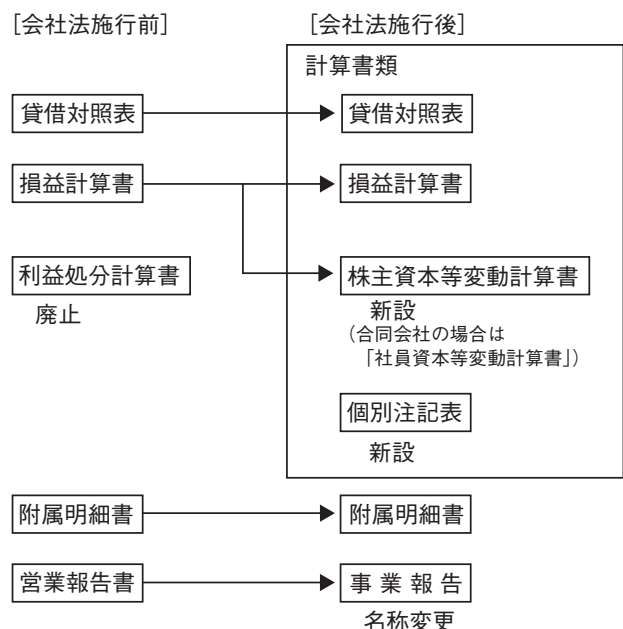 [会社法施行前]
[会社法施行後]
計算書類
貸借対照表
貸借対照表
損益計算書
損益計算書
利益処分計算書
廃止
株主資本等変動計算書
新設
(合同会社の場合は
「社員資本等変動計算書」)
個別注記表
新設
附属明細書
附属明細書
営業報告書
事業報告
名称変更